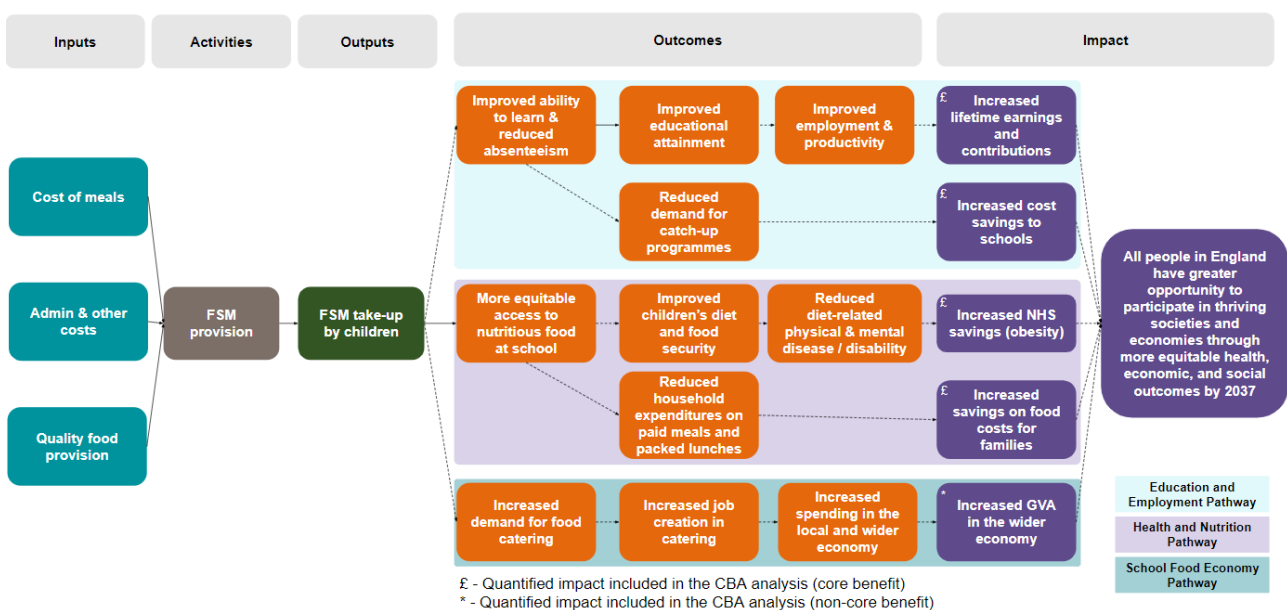 Inputs
Activities
Outputs
Outcomes
Impact
Cost of meals
Admin & other
costs
Quality food
provision
FSM
provision
FSM take-up
by children
Improved ability
to learn &
reduced
absenteeism
Improved
educational
attainment
Improved
employment &
productivity
£
Increased
lifetime earnings
and
contributions
Reduced
demand for
catch-up
programmes
£
Increased cost
savings to
schools
More equitable
access to
nutritious food
at school
Improved
children’s diet
and food
security
Reduced
diet-related
physical & mental
disease / disability
£
Increased NHS
savings (obesity)
Reduced
household
expenditures on
paid meals and
packed lunches
£
Increased
savings on food
costs for
families
Increased
demand for food
catering
Increased job
creation in
catering
Increased
spending in the
local and wider
economy
*
Increased GVA
in the wider
economy
All people in England
have greater
opportunity to
participate in thriving
societies and
economies through
more equitable health,
economic, and social
outcomes by 2037
Education and
Employment Pathway
Health and Nutrition
Pathway
School Food Economy
Pathway
£ - Quantified impact included in the CBA analysis (core benefit)
* - Quantified impact included in the CBA analysis (non-core benefit)